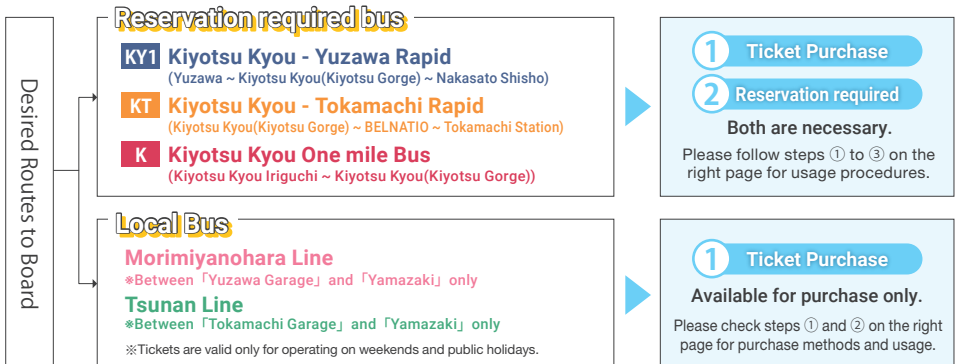 Desired Routes to Board
Reservation required bus
KY1 Kiyotsu Kyou - Yuzawa Rapid
(Yuzawa ~ Kiyotsu Kyou(Kiyotsu Gorge) ~ Nakasato Shisho)
KT Kiyotsu Kyou - Tokamachi Rapid
(Kiyotsu Kyou(Kiyotsu Gorge) ~ BELNATIO ~ Tokamachi Station)
K Kiyotsu Kyou One mile Bus
(Kiyotsu Kyou Iriguchi ~ Kiyotsu Kyou(Kiyotsu Gorge))
① Ticket Purchase
② Reservation required
Both are necessary.
Please follow steps ① to ③ on the
right page for usage procedures.
Local Bus
Morimiyanohara Line
※Between「Yuzawa Garage」and「Yamazaki」only
Tsunan Line
※Between「Tokamachi Garage」and「Yamazaki」only
※Tickets are valid only for operating on weekends and public holidays.
① Ticket Purchase
Available for purchase only.
Please check steps ① and ② on the right
page for purchase methods and usage.